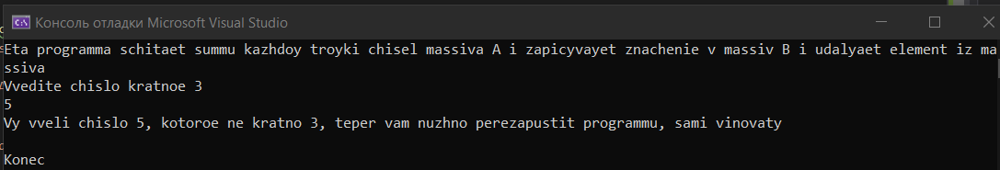 Консоль отладки Microsoft Visual Studio
Eta programma schitaet summu kazhdoy troyki chisel massiva A i zapicyvayet znachenie v massiv B i udalyaet element iz ma
ssiva
Vvedite chislo kratnoe 3
5
Vy vveli chislo 5, kotoroe ne kratno 3, teper vam nuzhno perezapustit programmu, sami vinovaty
Konec